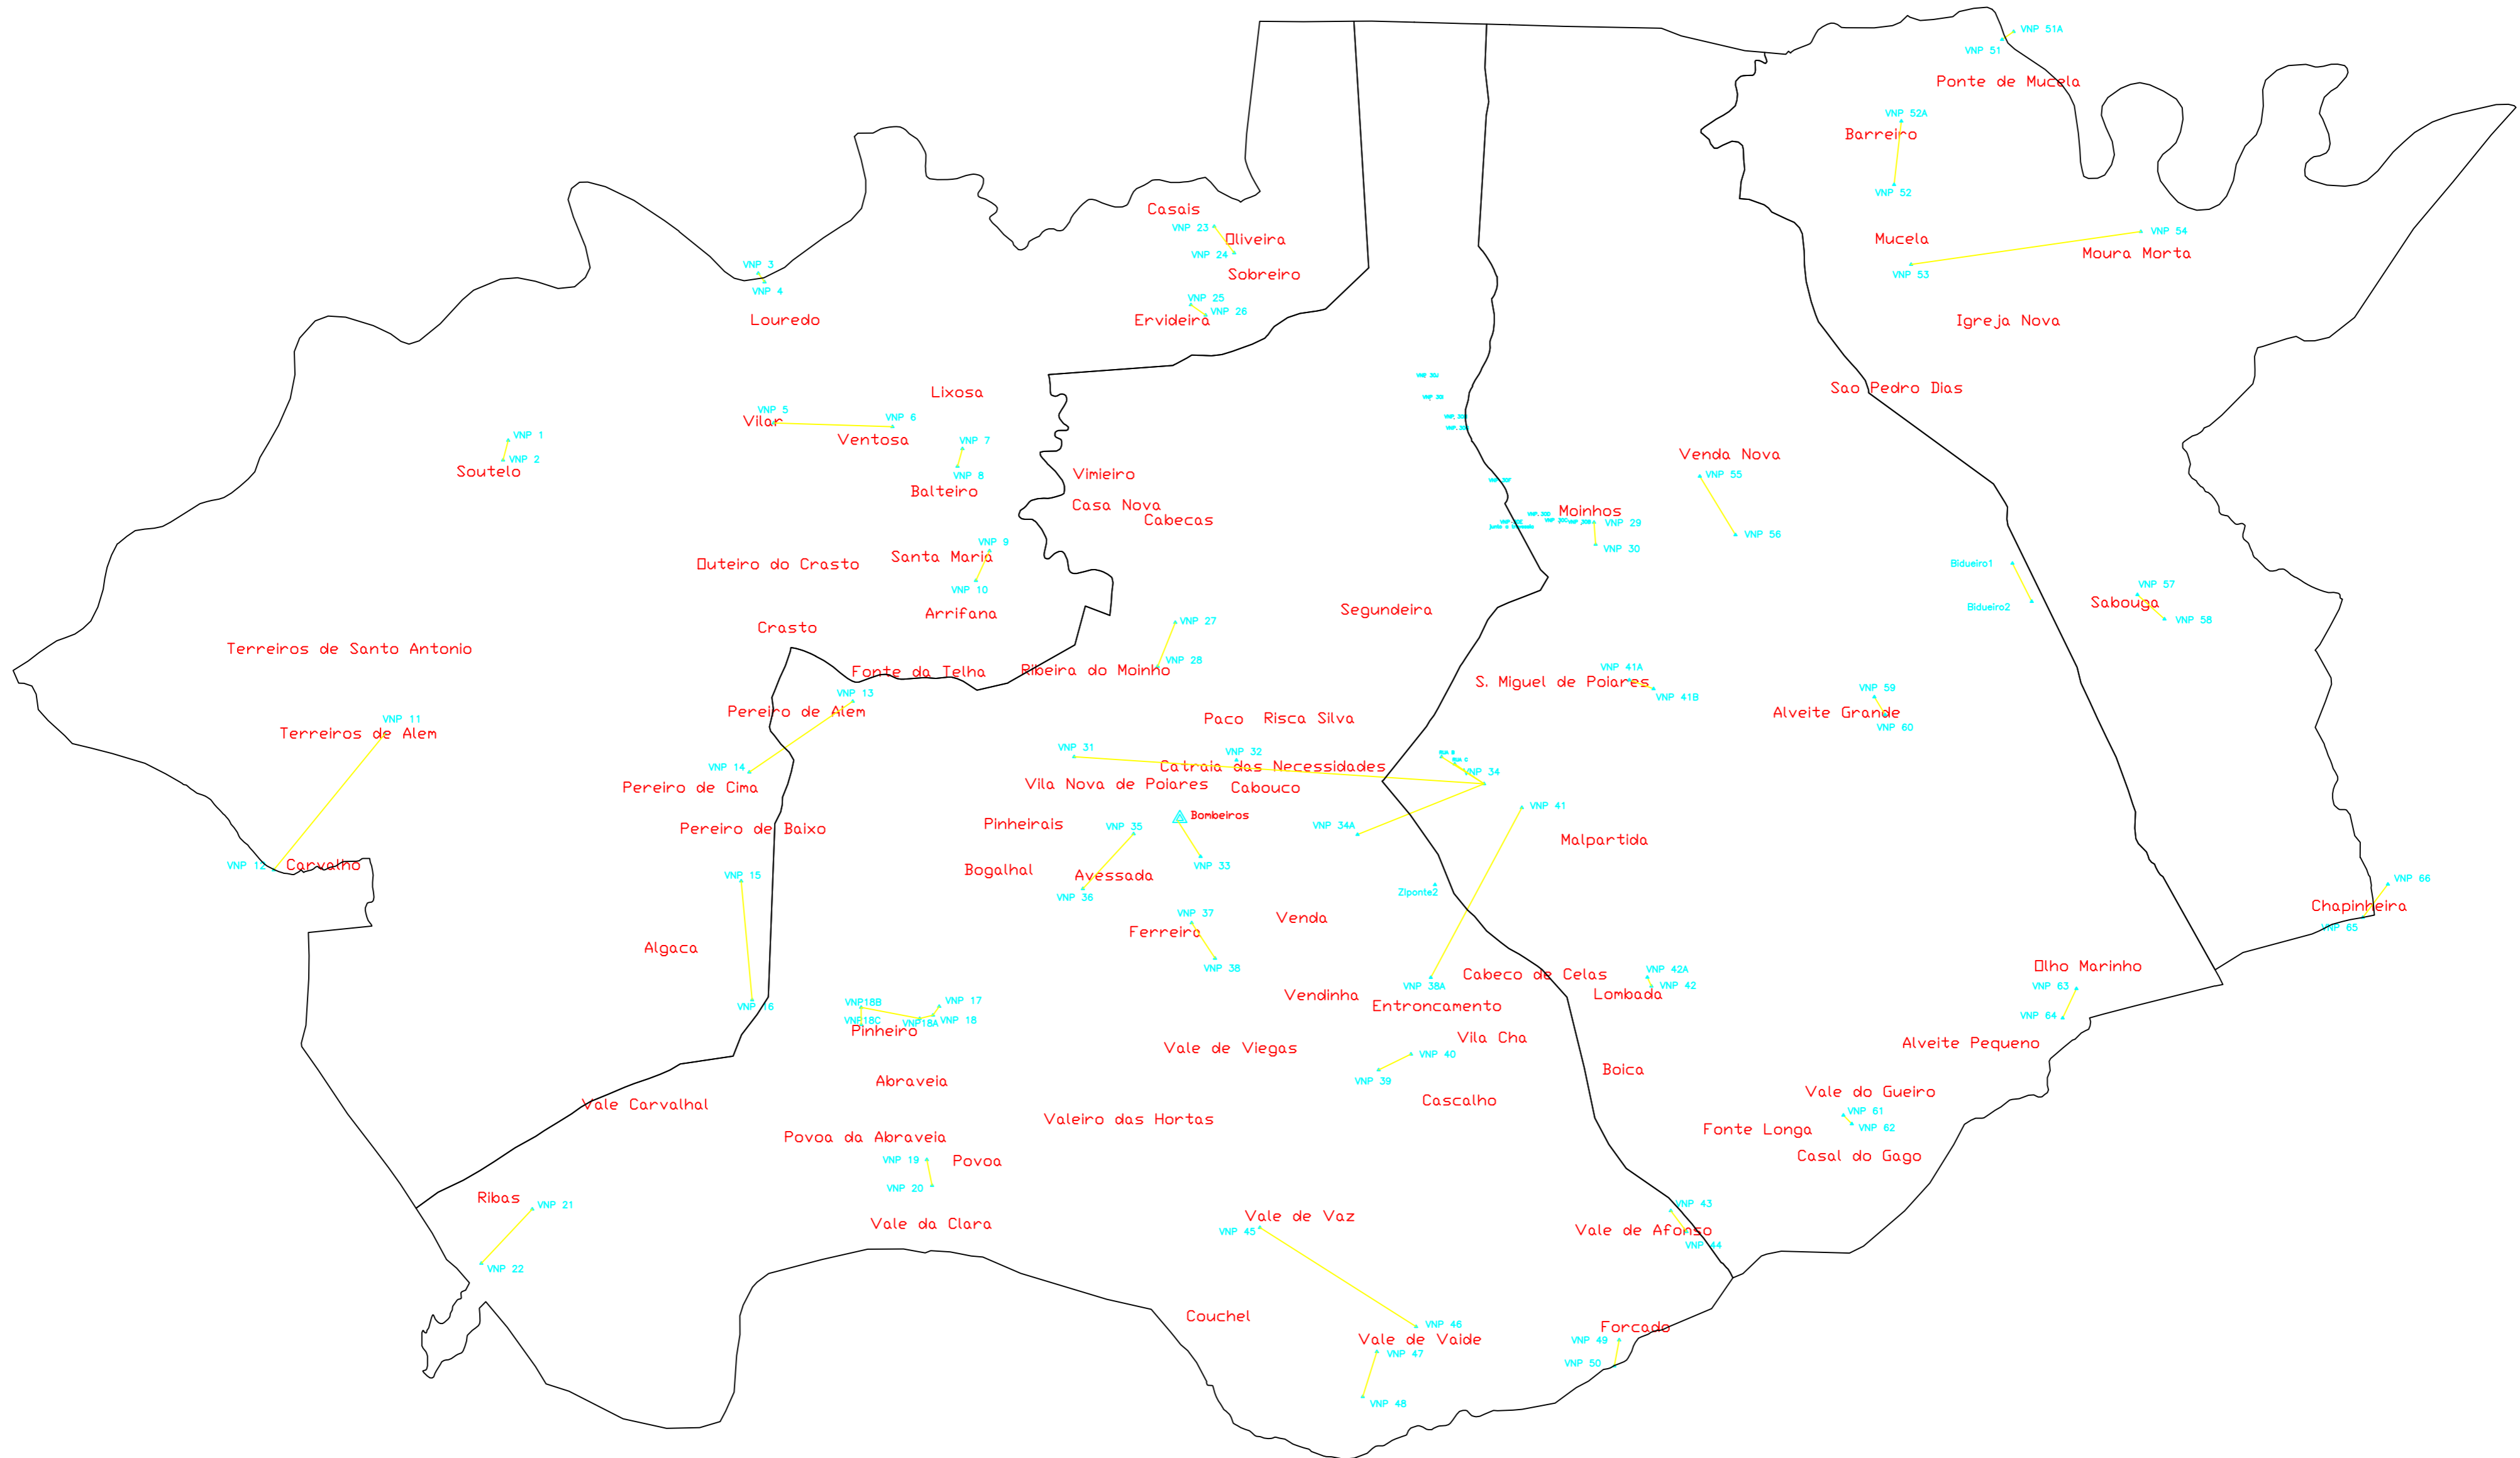 VNP 51A
VNP 51
Ponte de Mucela
VNP 52A
Barreiro
VNP 52
Casais
VNP 23
Oliveira
VNP 24
Mucela
VNP 54
Moura Morta
VNP 53
VNP 3
VNP 4
Sobreiro
VNP 25
VNP 26
Louredo
Ervideira
Igreja Nova
Sao Pedro Dias
Lixosa
VNP 5
VNP 6
Vilar
Ventosa
VNP 1
VNP 7
VNP 2
Soutelo
VNP 8
Balteiro
Vimieiro
Casa Nova
Cabecas
Venda Nova
VNP 55
Moinhos
VNP 29
VNP 56
VNP 30
VNP 9
Santa Maria
Outeiro do Crasto
VNP 10
Arrifana
Bidueiro1
VNP 57
Bidueiro2
Sabouga
VNP 58
Segundeira
Crasto
VNP 27
Terreiros de Santo Antonio
Fonte da Telha
Ribeira do Moinho
VNP 28
VNP 41A
S. Miguel de Poiares
VNP 41B
VNP 13
Pereiro de Alem
VNP 59
Alveite Grande
VNP 60
VNP 11
Terreiros de Alem
Paco
Risca Silva
VNP 31
VNP 32
Catraia das Necessidades
VNP 34
VNP 14
Pereiro de Cima
Vila Nova de Poiares
Cabouco
VNP 41
Bombeiros
Pinheirais
VNP 35
VNP 34A
Pereiro de Baixo
Malpartida
VNP 12
Carvalho
VNP 33
Bogalhal
Avessada
VNP 15
VNP 36
Ziponte2
VNP 66
Chapinheira
VNP 65
VNP 37
Ferreira
Venda
Algaca
VNP 38
Cabeco de Celas
VNP 42A
Olho Marinho
VNP 38A
VNP 42
Lombada
VNP 63
Vendinha
Entroncamento
VNP 16
VNP18B
VNP 17
VNP18C
VNP18A
VNP 18
Pinheiro
VNP 64
Vila Cha
Alveite Pequeno
Vale de Viegas
VNP 40
VNP 39
Boica
Abraveia
Vale Carvalhal
Cascalho
Vale do Gueiro
VNP 61
VNP 62
Valeiro das Hortas
Fonte Longa
Povoa da Abraveia
Casal do Gago
VNP 19
Povoa
VNP 20
Ribas
VNP 21
VNP 43
Vale da Clara
Vale de Vaz
VNP 45
Vale de Afonso
VNP 44
VNP 22
Couchel
VNP 46
Forcado
Vale de Vaide
VNP 49
VNP 47
VNP 50
VNP 48